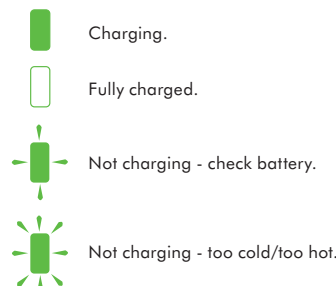 Charging.
Fully charged.
Not charging - check battery.
Not charging - too cold/too hot.